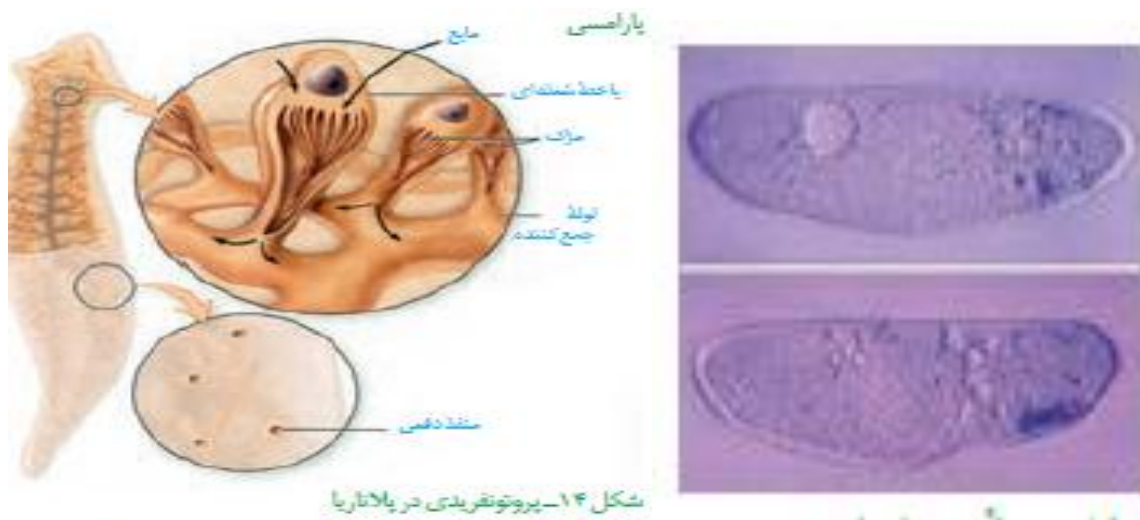 پارامسی
مایع
یاختهٔ شعله‌ای
مژک
لولهٔ
جمع‌کننده
منفذ دفعی
شکل ۱۴ــ پروتونفریدی در پلاناریا